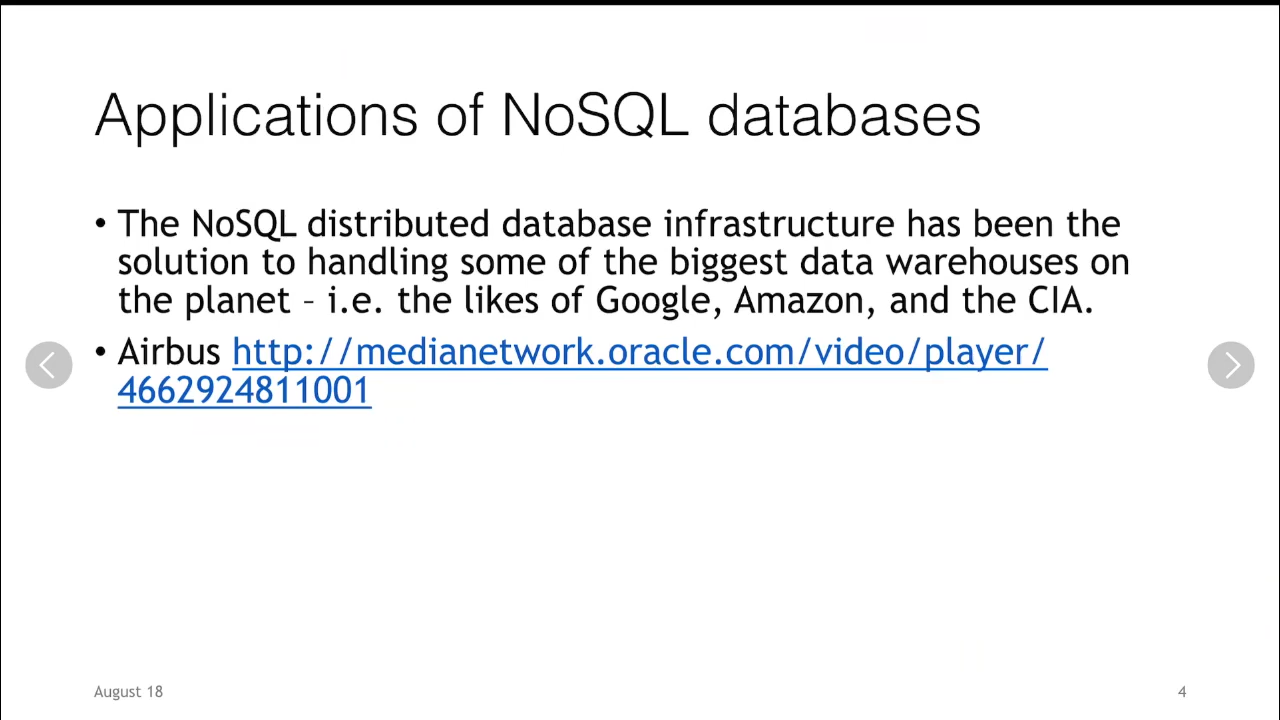 Applications of NoSQL databases
• The NoSQL distributed database infrastructure has been the
solution to handling some of the biggest data warehouses on
the planet – i.e. the likes of Google, Amazon, and the CIA.
• Airbus http://medianetwork.oracle.com/video/player/
4662924811001
August 18
4